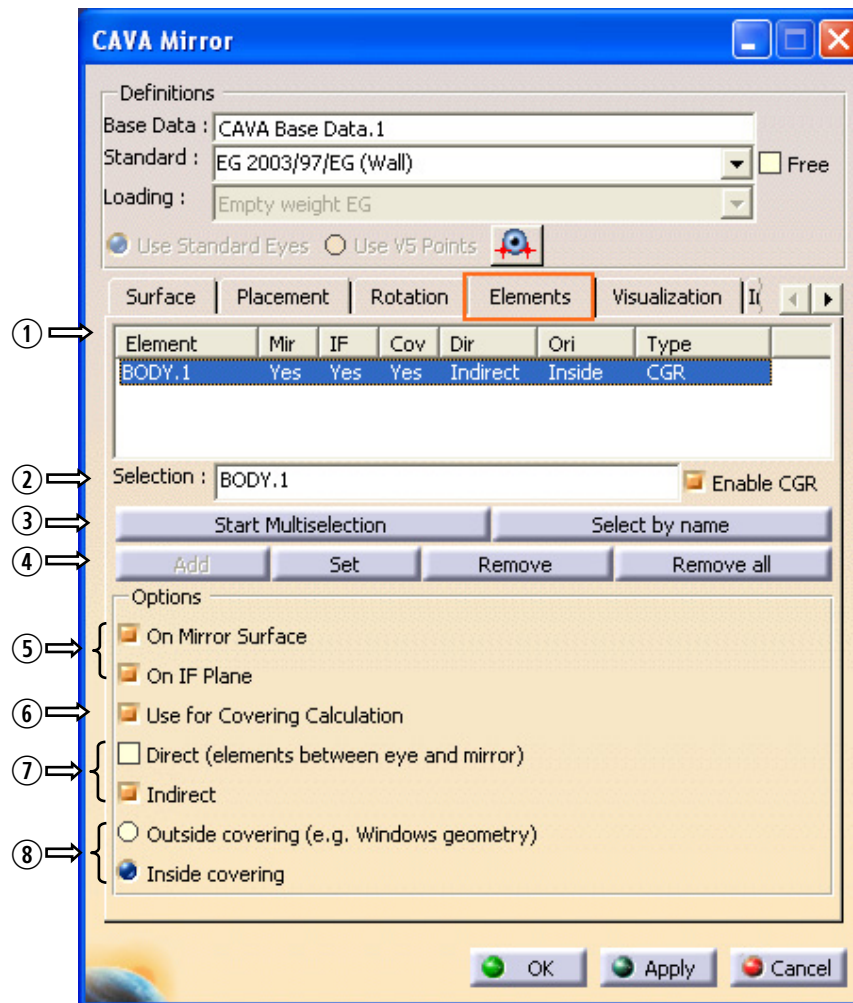 CAVA Mirror
Definitions
Base Data : CAVA Base Data.1
Standard : EG 2003/97/EG (Wall) Free
Loading : Empty weight EG
Use Standard Eyes Use V5 Points
Surface Placement Rotation Elements Visualization
①
Element Mir IF Cov Dir Ori Type
BODY.1 Yes Yes Yes Indirect Inside CGR
② Selection : BODY.1 Enable CGR
③ Start Multiselection Select by name
④ Add Set Remove Remove all
Options
⑤ On Mirror Surface
On IF Plane
⑥ Use for Covering Calculation
⑦ Direct (elements between eye and mirror)
Indirect
⑧ Outside covering (e.g. Windows geometry)
Inside covering
OK Apply Cancel